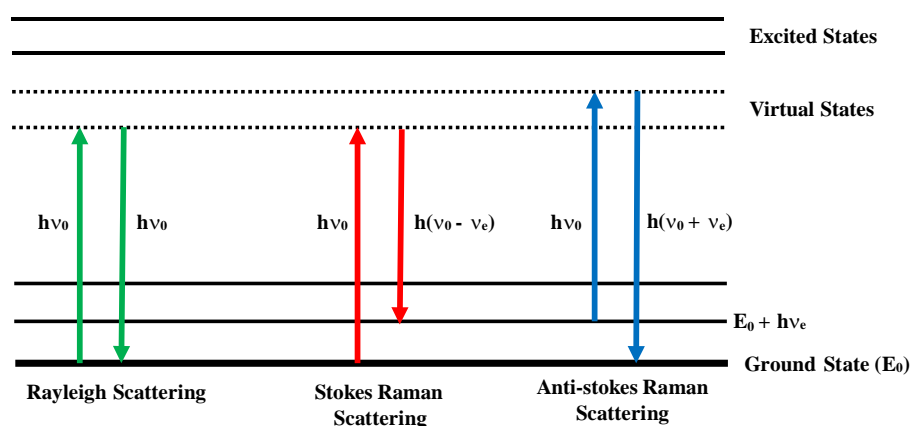 Excited States
Virtual States
hν₀
hν₀
hν₀
h(ν₀ - νₑ)
hν₀
h(ν₀ + νₑ)
E₀ + hνₑ
Ground State (E₀)
Rayleigh Scattering
Stokes Raman
Scattering
Anti-stokes Raman
Scattering